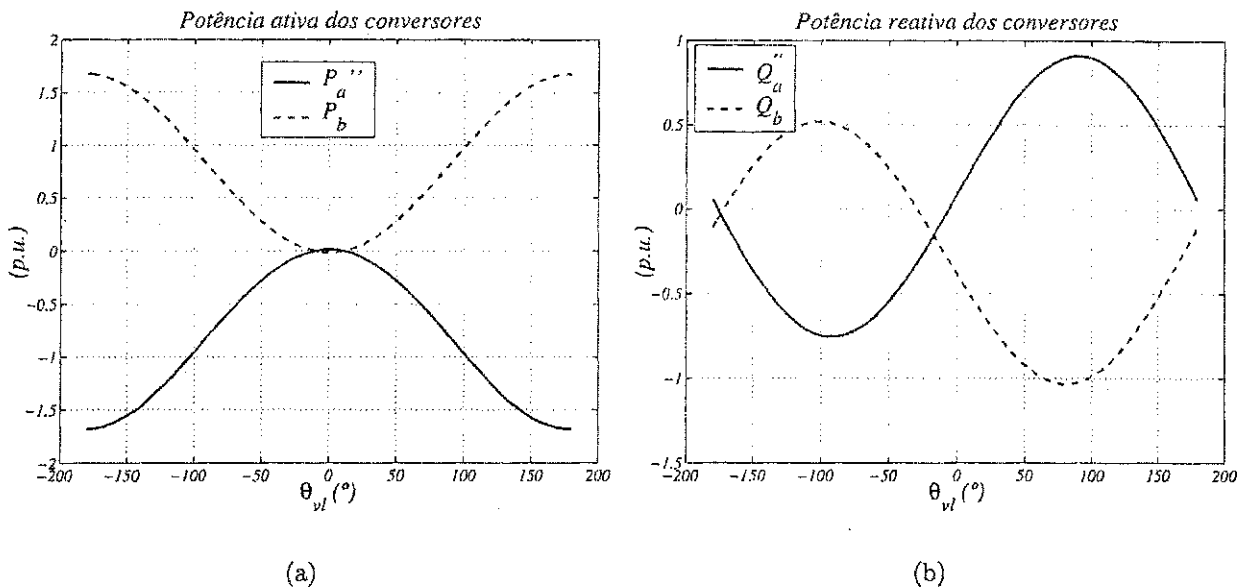 Potência ativa dos conversores
2
1.5
1
0.5
0
−0.5
−1
−1.5
−2
(p.u.)
P_a''
P_b
−200 −150 −100 −50 0 50 100 150 200
θ_vl (°)
(a)
Potência reativa dos conversores
1
0.5
0
−0.5
−1
−1.5
(p.u.)
Q_a''
Q_b
−200 −150 −100 −50 0 50 100 150 200
θ_vl (°)
(b)